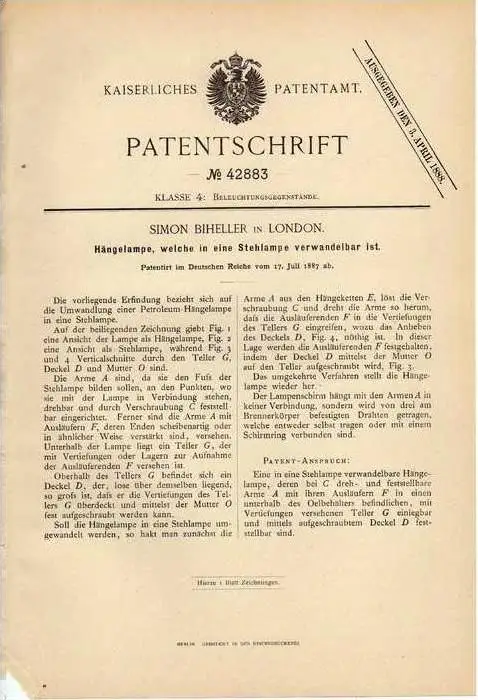 KAISERLICHES PATENTAMT.
AUSGEGEBEN DEN 3. APRIL 1888.
PATENTSCHRIFT
— № 42883 —
KLASSE 4: BELEUCHTUNGSGEGENSTÄNDE.
SIMON BIHELLER IN LONDON.
Hängelampe, welche in eine Stehlampe verwandelbar ist.
Patentirt im Deutschen Reiche vom 17. Juli 1887 ab.
Die vorliegende Erfindung bezieht sich auf
die Umwandlung einer Petroleum-Hängelampe
in eine Stehlampe.
Auf der beiliegenden Zeichnung giebt Fig. 1
eine Ansicht der Lampe als Hängelampe, Fig. 2
eine Ansicht als Stehlampe, während Fig. 3
und 4 Verticalschnitte durch den Teller G,
Deckel D und Mutter O sind.
Die Arme A sind, da sie den Fuſs der
Stehlampe bilden sollen, an den Punkten, wo
sie mit der Lampe in Verbindung stehen,
drehbar und durch Verschraubung C feststell-
bar eingerichtet. Ferner sind die Arme A mit
Ausläufern F, deren Enden scheibenartig oder
in ähnlicher Weise verstärkt sind, versehen.
Unterhalb der Lampe liegt ein Teller G, der
mit Vertiefungen oder Lagern zur Aufnahme
der Ausläuferenden F versehen ist.
Oberhalb des Tellers G befindet sich ein
Deckel D, der, lose über demselben liegend,
so groſs ist, daſs er die Vertiefungen des Tel-
lers G überdeckt und mittelst der Mutter O
fest aufgeschraubt werden kann.
Soll die Hängelampe in eine Stehlampe um-
gewandelt werden, so hakt man zunächst die
Arme A aus den Hängeketten E, löst die Ver-
schraubung C und dreht die Arme so herum,
daſs die Ausläuferenden F in die Vertiefungen
des Tellers G eingreifen, wozu das Anheben
des Deckels D, Fig. 4, nöthig ist. In dieser
Lage werden die Ausläuferenden F festgehalten,
indem der Deckel D mittelst der Mutter O
auf den Teller aufgeschraubt wird, Fig. 3.
Das umgekehrte Verfahren stellt die Hänge-
lampe wieder her.
Der Lampenschirm hängt mit den Armen A in
keiner Verbindung, sondern wird von drei am
Brennerkörper befestigten Drähten getragen,
welche entweder selbst tragen oder mit einem
Schirmring verbunden sind.
PATENT-ANSPRUCH:
Eine in eine Stehlampe verwandelbare Hänge-
lampe, deren bei C dreh- und feststellbare
Arme A mit ihren Ausläufern F in einen
unterhalb des Oelbehälters befindlichen, mit
Vertiefungen versehenen Teller G einlegbar
und mittels aufgeschraubtem Deckel D fest-
stellbar sind.
Hierzu 1 Blatt Zeichnungen.
BERLIN. GEDRUCKT IN DER REICHSDRUCKEREI.